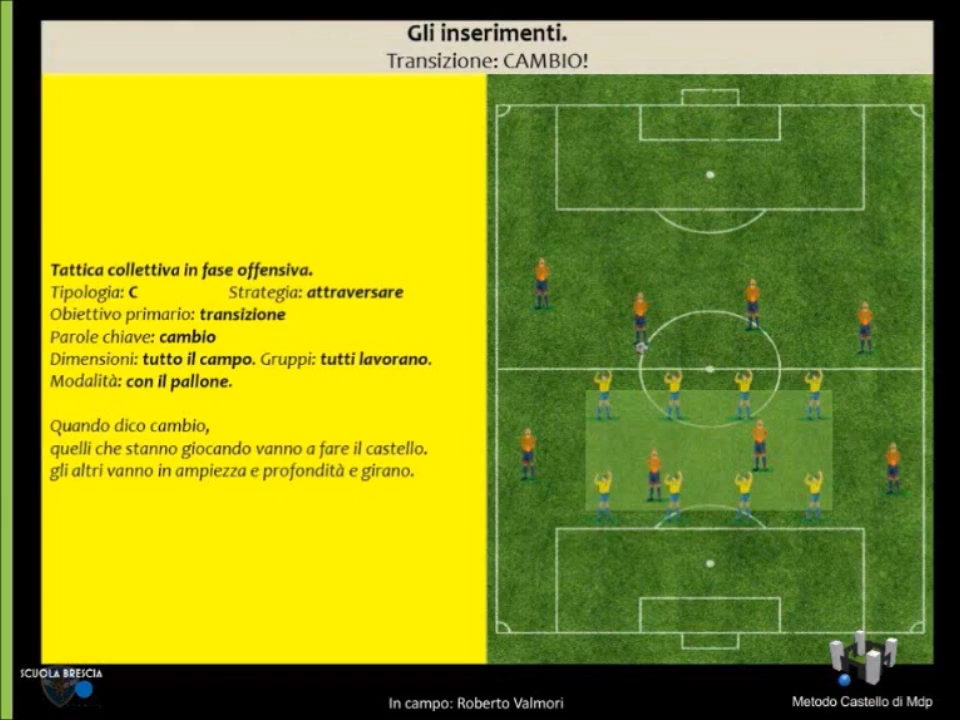 Gli inserimenti.
Transizione: CAMBIO!
Tattica collettiva in fase offensiva.
Tipologia: C Strategia: attraversare
Obiettivo primario: transizione
Parole chiave: cambio
Dimensioni: tutto il campo. Gruppi: tutti lavorano.
Modalità: con il pallone.
Quando dico cambio,
quelli che stanno giocando vanno a fare il castello.
gli altri vanno in ampiezza e profondità e girano.
SCUOLA BRESCIA
In campo: Roberto Valmori
Metodo Castello di Mdp